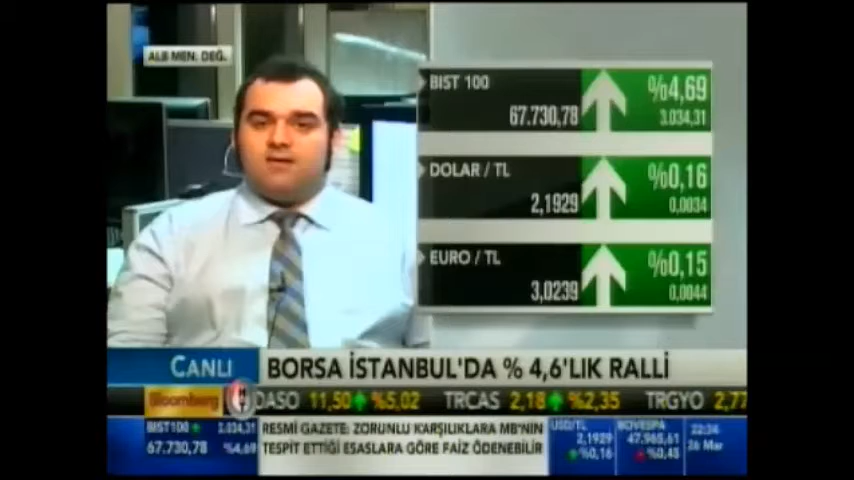 ALB MEN. DEĞ.
BIST 100
67.730,78
%4,69
3.034,31
DOLAR / TL
2,1929
%0,16
0,0034
EURO / TL
3,0239
%0,15
0,0044
CANLI
BORSA İSTANBUL'DA % 4,6'LIK RALLİ
Bloomberg
DASO 11,50 %5,02 TRCAS 2,18 %2,35 TRGYO 2,77
BIST100 3.034,31
67.730,78 %4,69
RESMİ GAZETE: ZORUNLU KARŞILIKLARA MB'NİN
TESPİT ETTİĞİ ESASLARA GÖRE FAİZ ÖDENEBİLİR
USD/TL
2,1929
%0,16
BOVESPA
47.965,61
%0,45
22:34
26 Mar